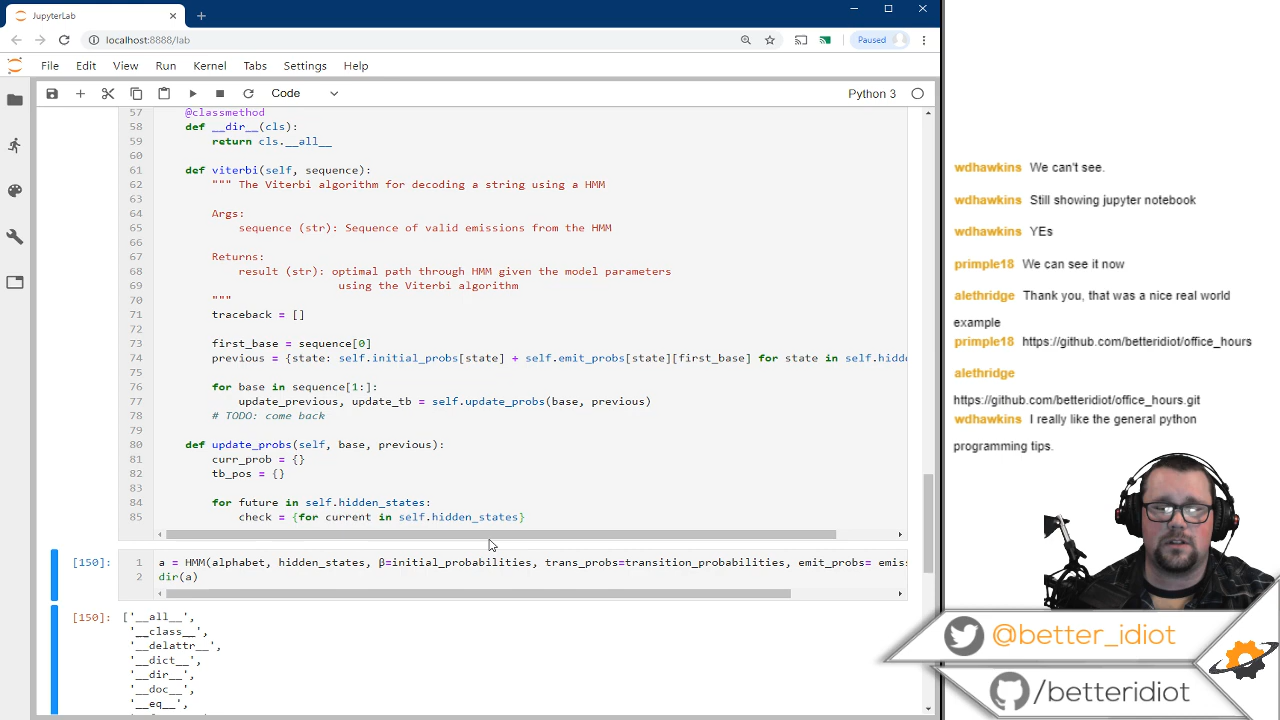 JupyterLab
localhost:8888/lab
Paused
File Edit View Run Kernel Tabs Settings Help
Code
Python 3
57 @classmethod
58 def __dir__(cls):
59 return cls.__all__
60
61 def viterbi(self, sequence):
62 """ The Viterbi algorithm for decoding a string using a HMM
63
64 Args:
65 sequence (str): Sequence of valid emissions from the HMM
66
67 Returns:
68 result (str): optimal path through HMM given the model parameters
69 using the Viterbi algorithm
70 """
71 traceback = []
72
73 first_base = sequence[0]
74 previous = {state: self.initial_probs[state] + self.emit_probs[state][first_base] for state in self.hidde
75
76 for base in sequence[1:]:
77 update_previous, update_tb = self.update_probs(base, previous)
78 # TODO: come back
79
80 def update_probs(self, base, previous):
81 curr_prob = {}
82 tb_pos = {}
83
84 for future in self.hidden_states:
85 check = {for current in self.hidden_states}
[150]: 1 a = HMM(alphabet, hidden_states, β=initial_probabilities, trans_probs=transition_probabilities, emit_probs= emis
2 dir(a)
[150]: ['__all__',
'__class__',
'__delattr__',
'__dict__',
'__dir__',
'__doc__',
'__eq__',
wdhawkins We can't see.
wdhawkins Still showing jupyter notebook
wdhawkins YEs
primple18 We can see it now
alethridge Thank you, that was a nice real world
example
primple18 https://github.com/betteridiot/office_hours
alethridge
https://github.com/betteridiot/office_hours.git
wdhawkins I really like the general python
programming tips.
@better_idiot
/betteridiot